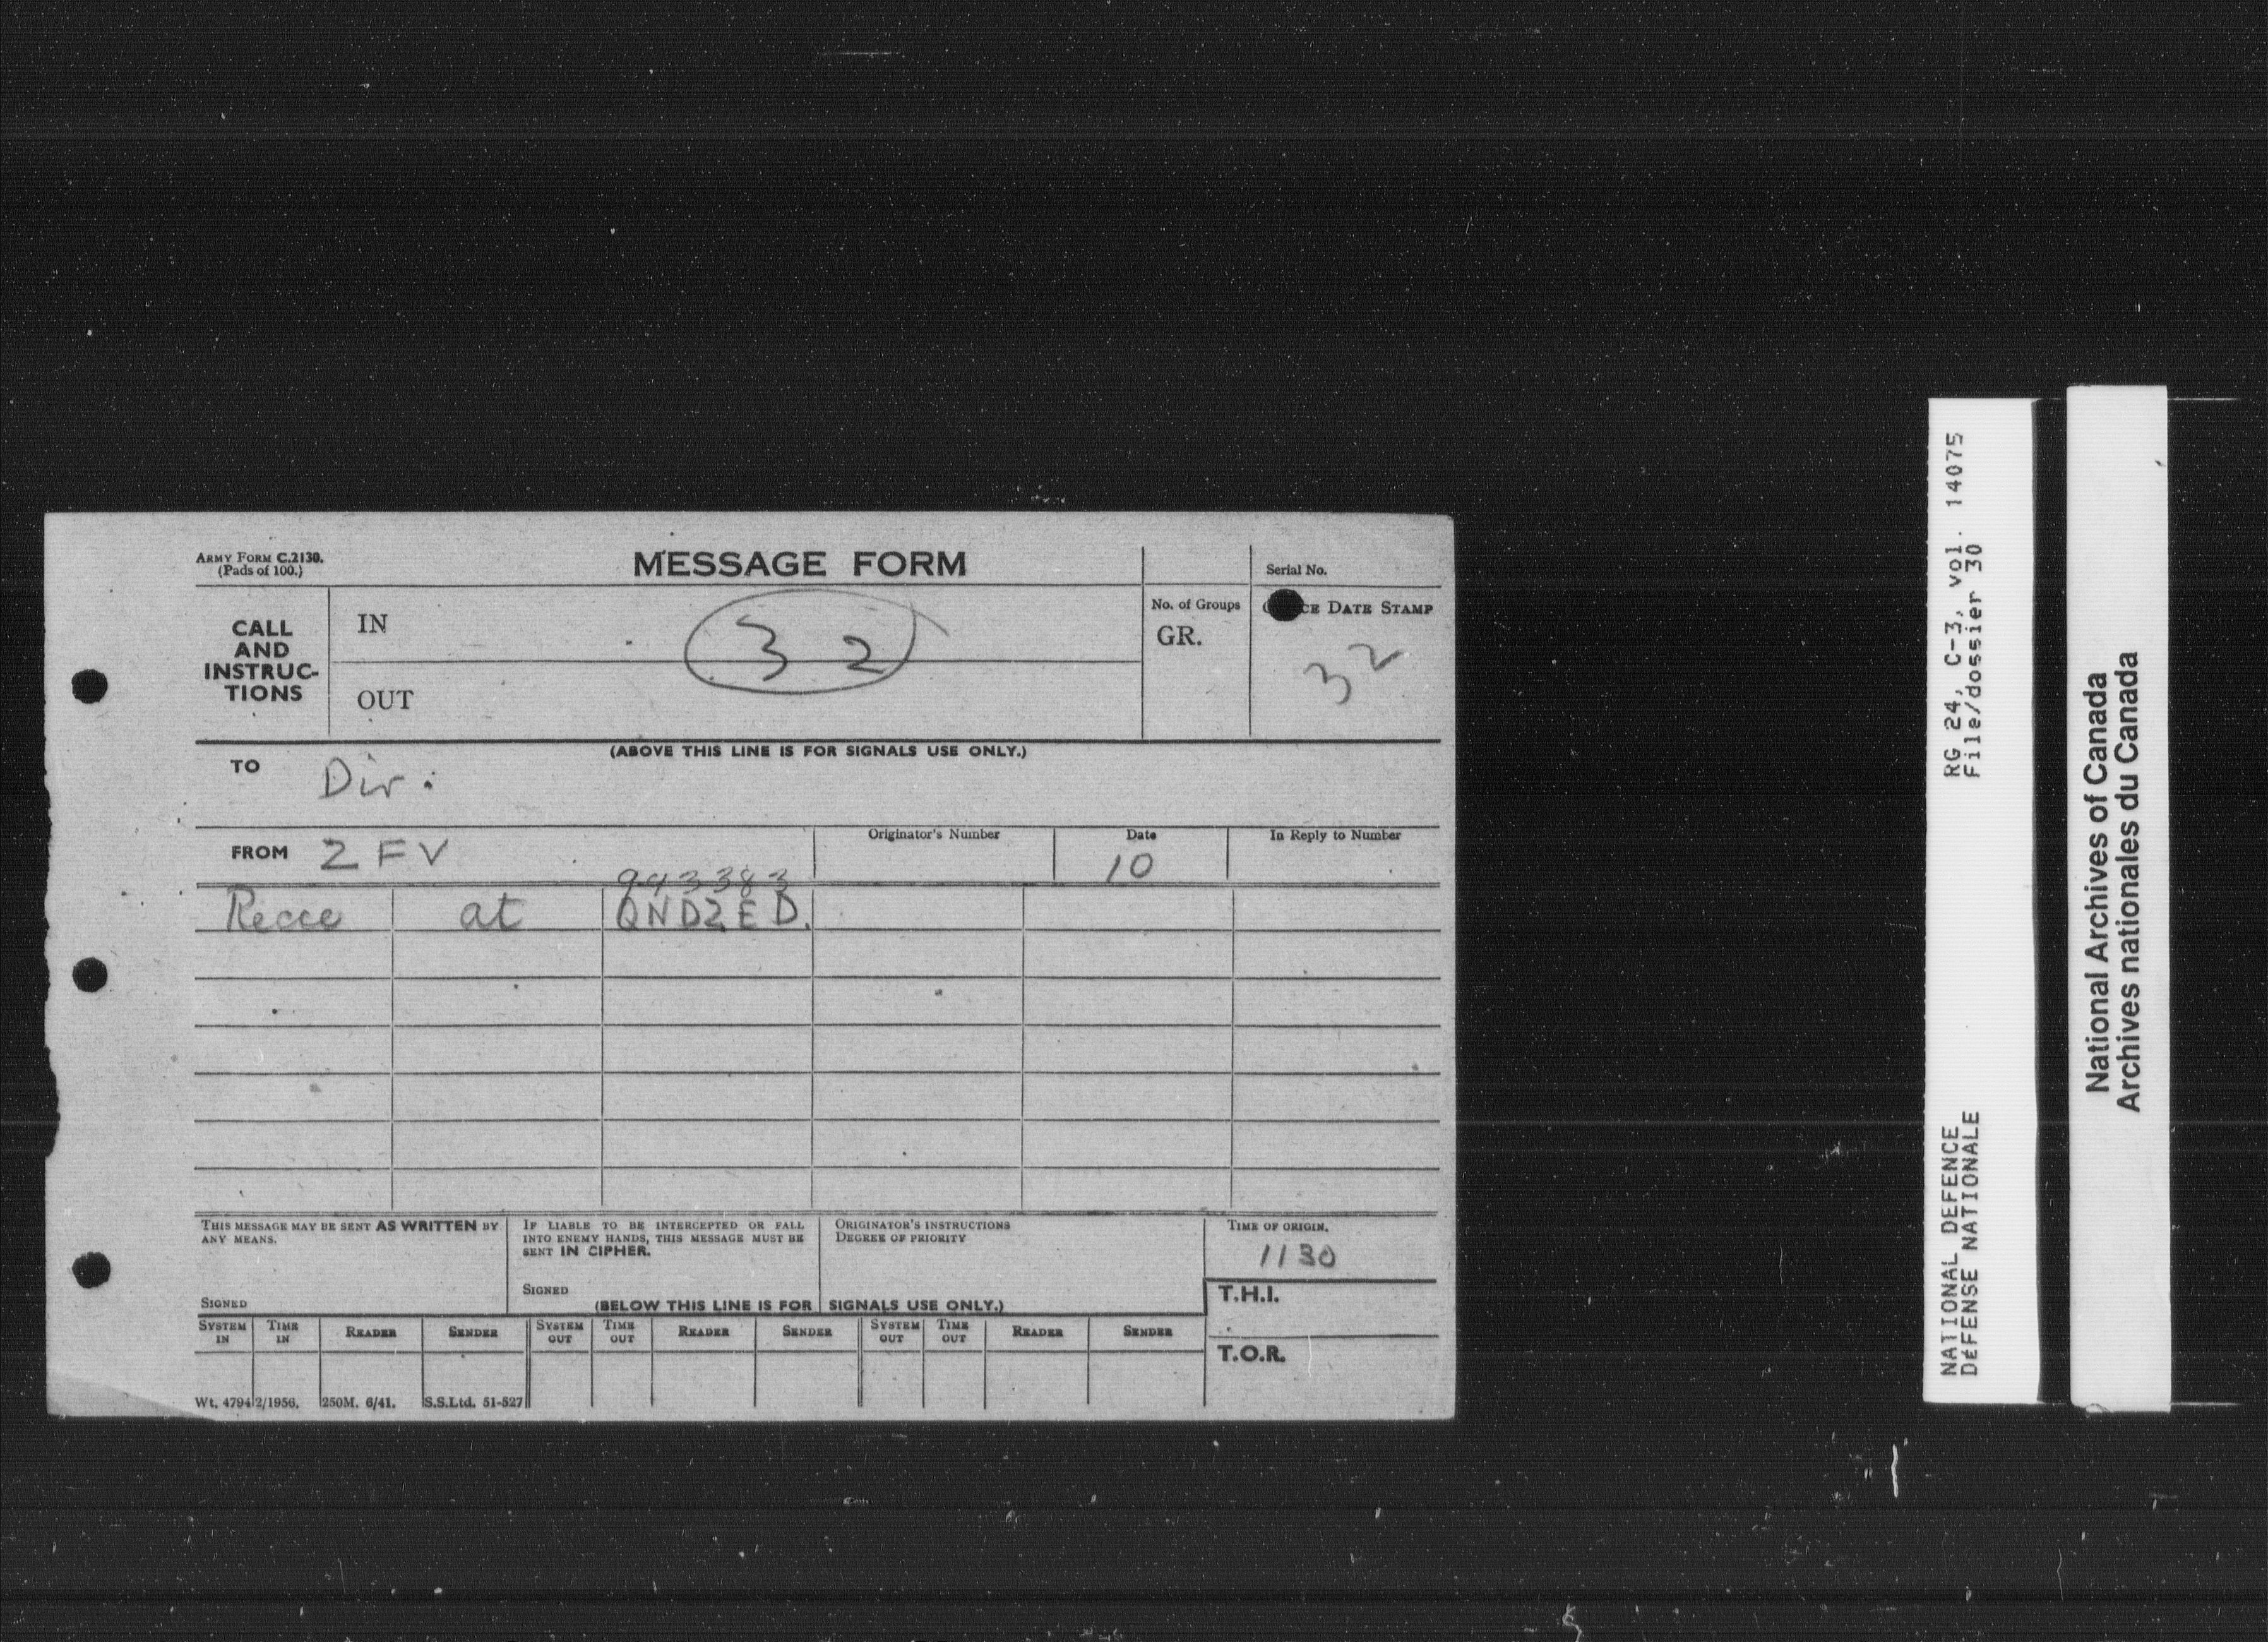 ARMY FORM C.2130.
(Pads of 100.)
MESSAGE FORM
Serial No.
CALL AND INSTRUC-TIONS
IN
32
OUT
No. of Groups
GR.
CE DATE STAMP
32
(ABOVE THIS LINE IS FOR SIGNALS USE ONLY.)
TO Div.
FROM 2FV
Originator's Number
Date
10
In Reply to Number
943383
Recce at QNDZED.
THIS MESSAGE MAY BE SENT AS WRITTEN BY
ANY MEANS.
SIGNED
IF LIABLE TO BE INTERCEPTED OR FALL
INTO ENEMY HANDS, THIS MESSAGE MUST BE
SENT IN CIPHER.
SIGNED
ORIGINATOR'S INSTRUCTIONS
DEGREE OF PRIORITY
TIME OF ORIGIN.
1130
(BELOW THIS LINE IS FOR SIGNALS USE ONLY.)
T.H.I.
T.O.R.
SYSTEM IN TIME IN READER SENDER SYSTEM OUT TIME OUT READER SENDER SYSTEM OUT TIME OUT READER SENDER
Wt. 47942/1956. 250M. 6/41. S.S.Ltd. 51-527
NATIONAL DEFENCE RG 24, C-3, vol. 14075
DÉFENSE NATIONALE File/dossier 30
National Archives of Canada
Archives nationales du Canada